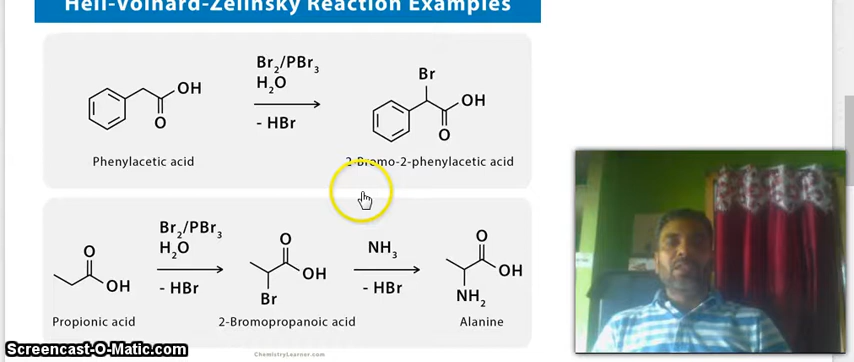 Hell-Volhard-Zelinsky Reaction Examples
Br₂/PBr₃
H₂O
- HBr
OH
O
Phenylacetic acid
Br
OH
O
2-Bromo-2-phenylacetic acid
Br₂/PBr₃
H₂O
- HBr
O
OH
Propionic acid
O
OH
Br
2-Bromopropanoic acid
NH₃
- HBr
O
OH
NH₂
Alanine
ChemistryLearner.com
Screencast-O-Matic.com